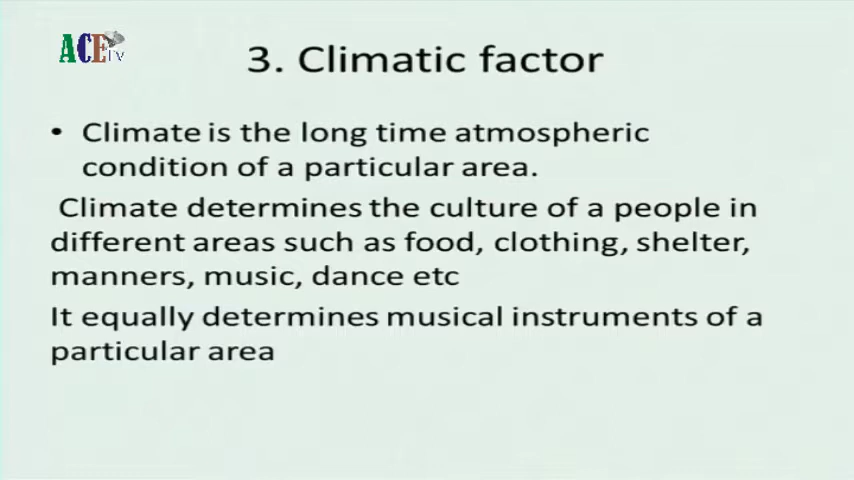 ACE TV
3. Climatic factor
• Climate is the long time atmospheric
condition of a particular area.
Climate determines the culture of a people in
different areas such as food, clothing, shelter,
manners, music, dance etc
It equally determines musical instruments of a
particular area